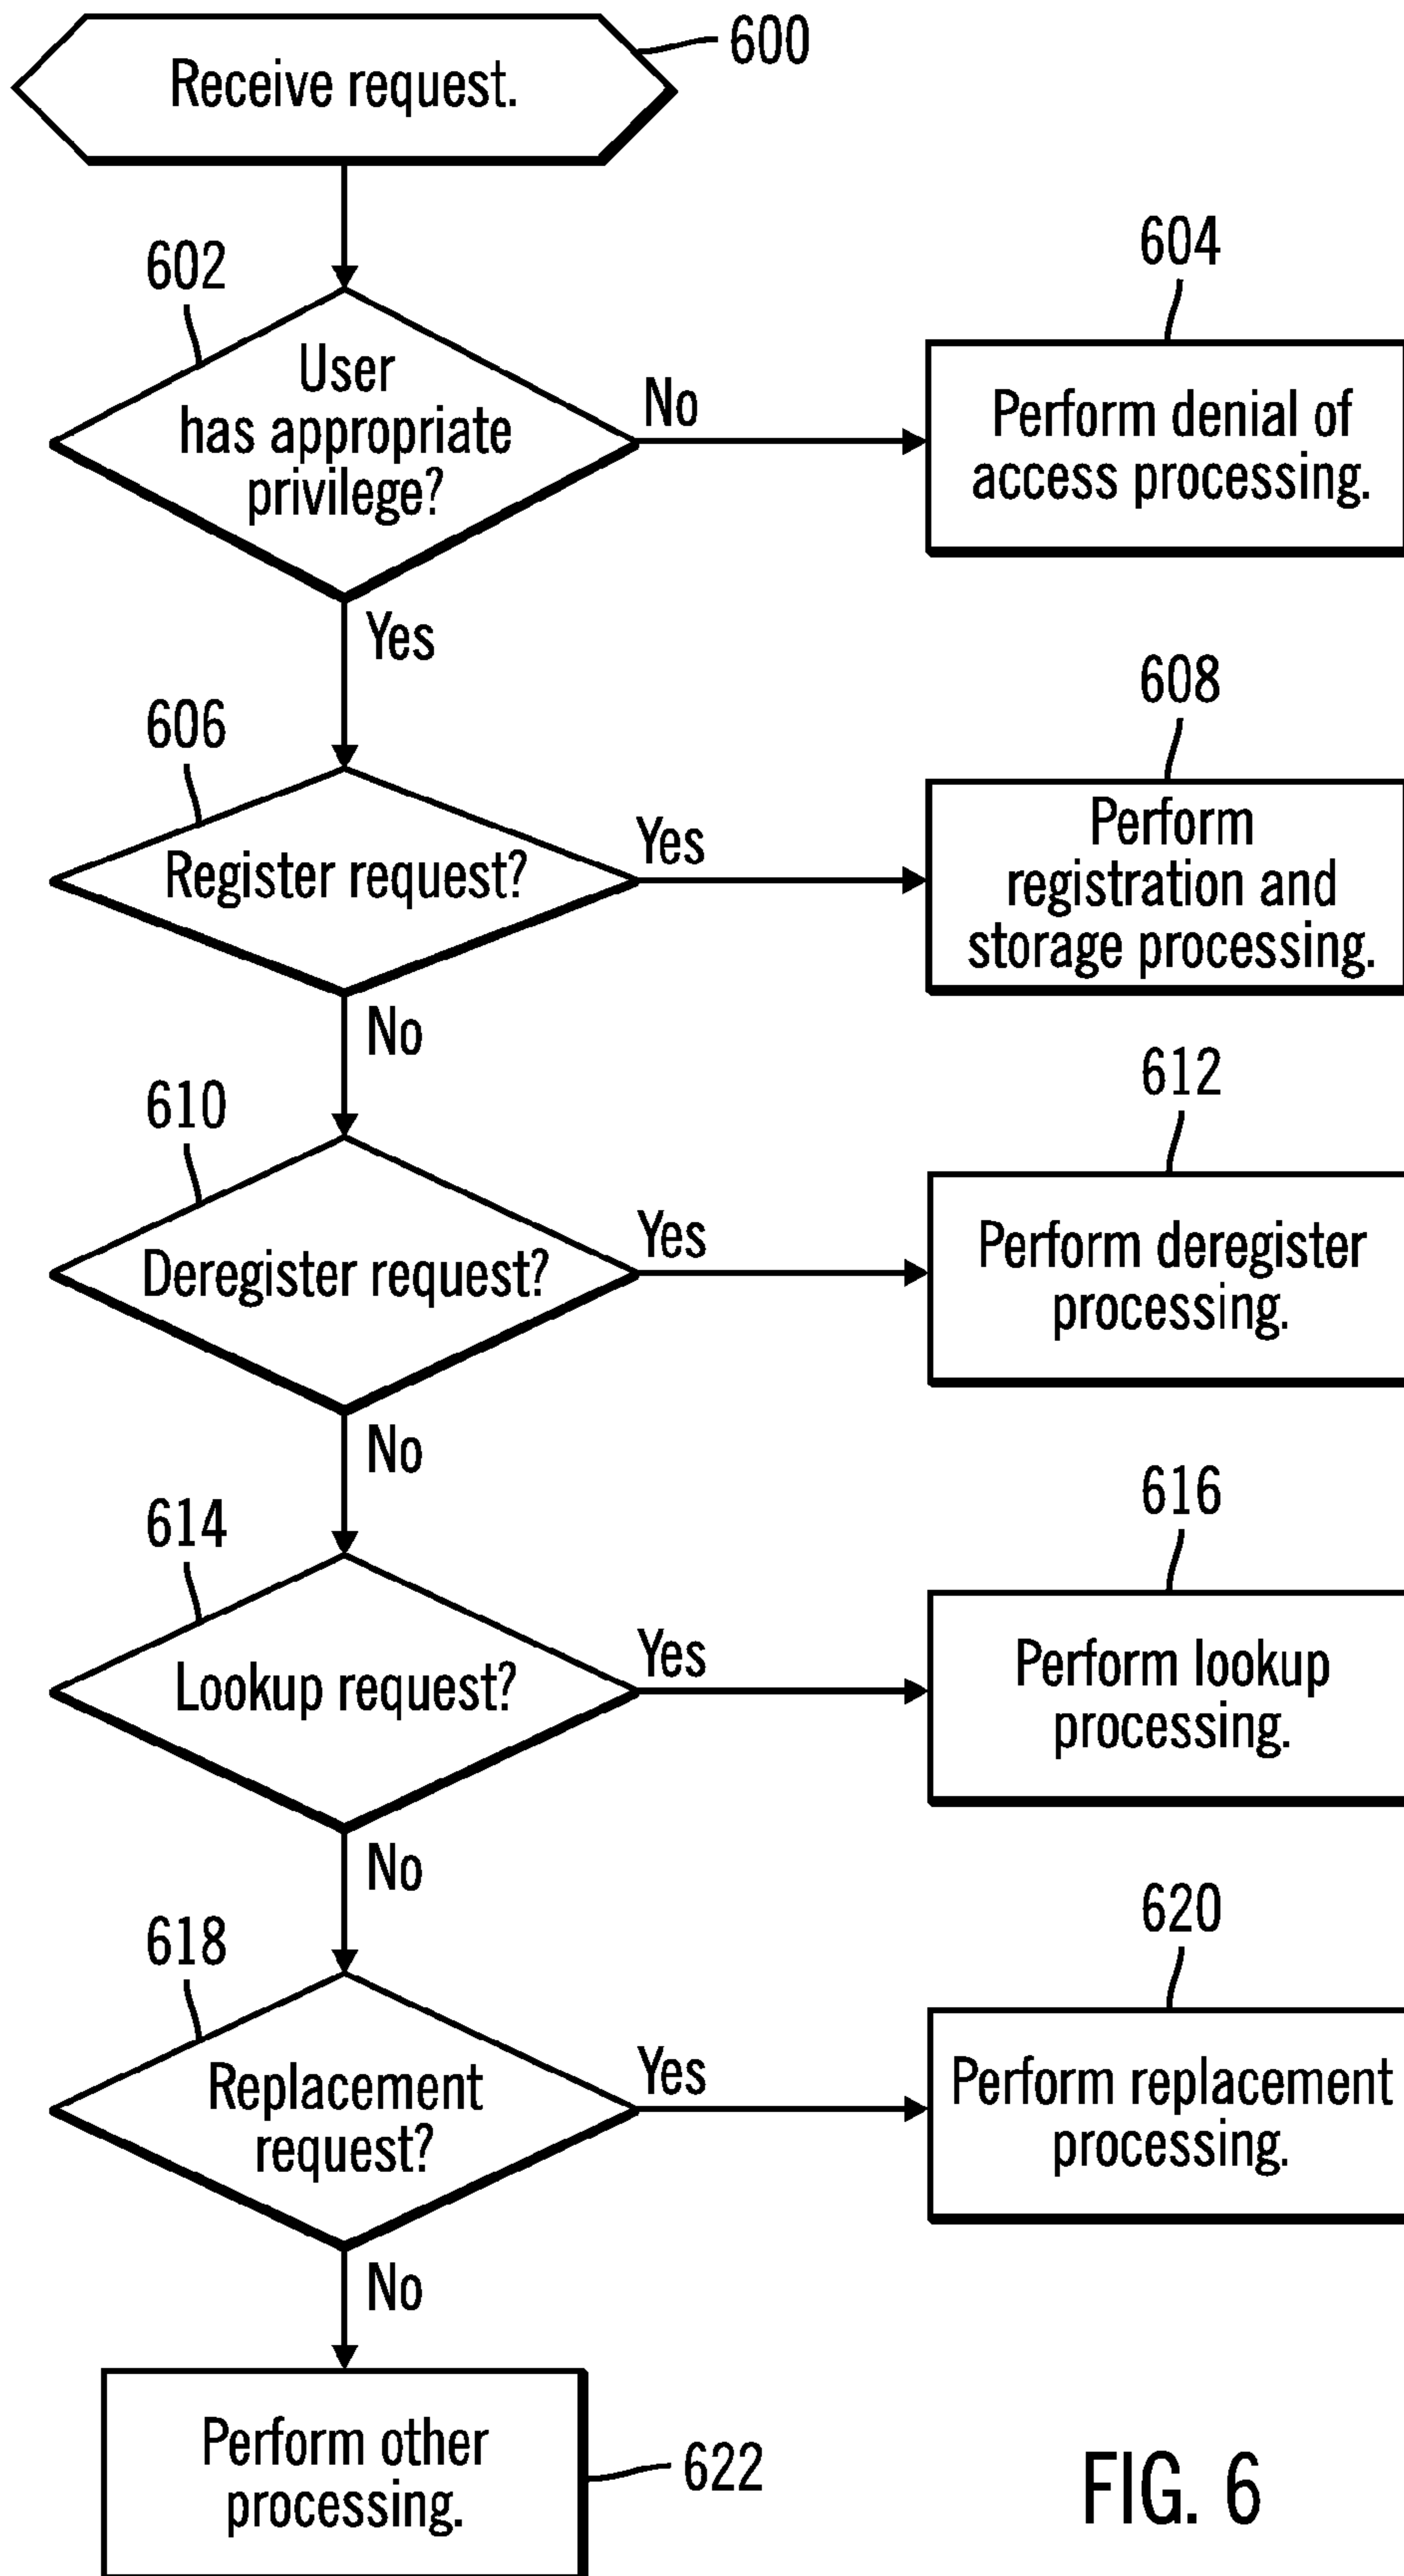 Receive request.
600
602
User
has appropriate
privilege?
No
604
Perform denial of
access processing.
Yes
606
Register request?
Yes
608
Perform
registration and
storage processing.
No
610
Deregister request?
Yes
612
Perform deregister
processing.
No
614
Lookup request?
Yes
616
Perform lookup
processing.
No
618
Replacement
request?
Yes
620
Perform replacement
processing.
No
Perform other
processing.
622
FIG. 6